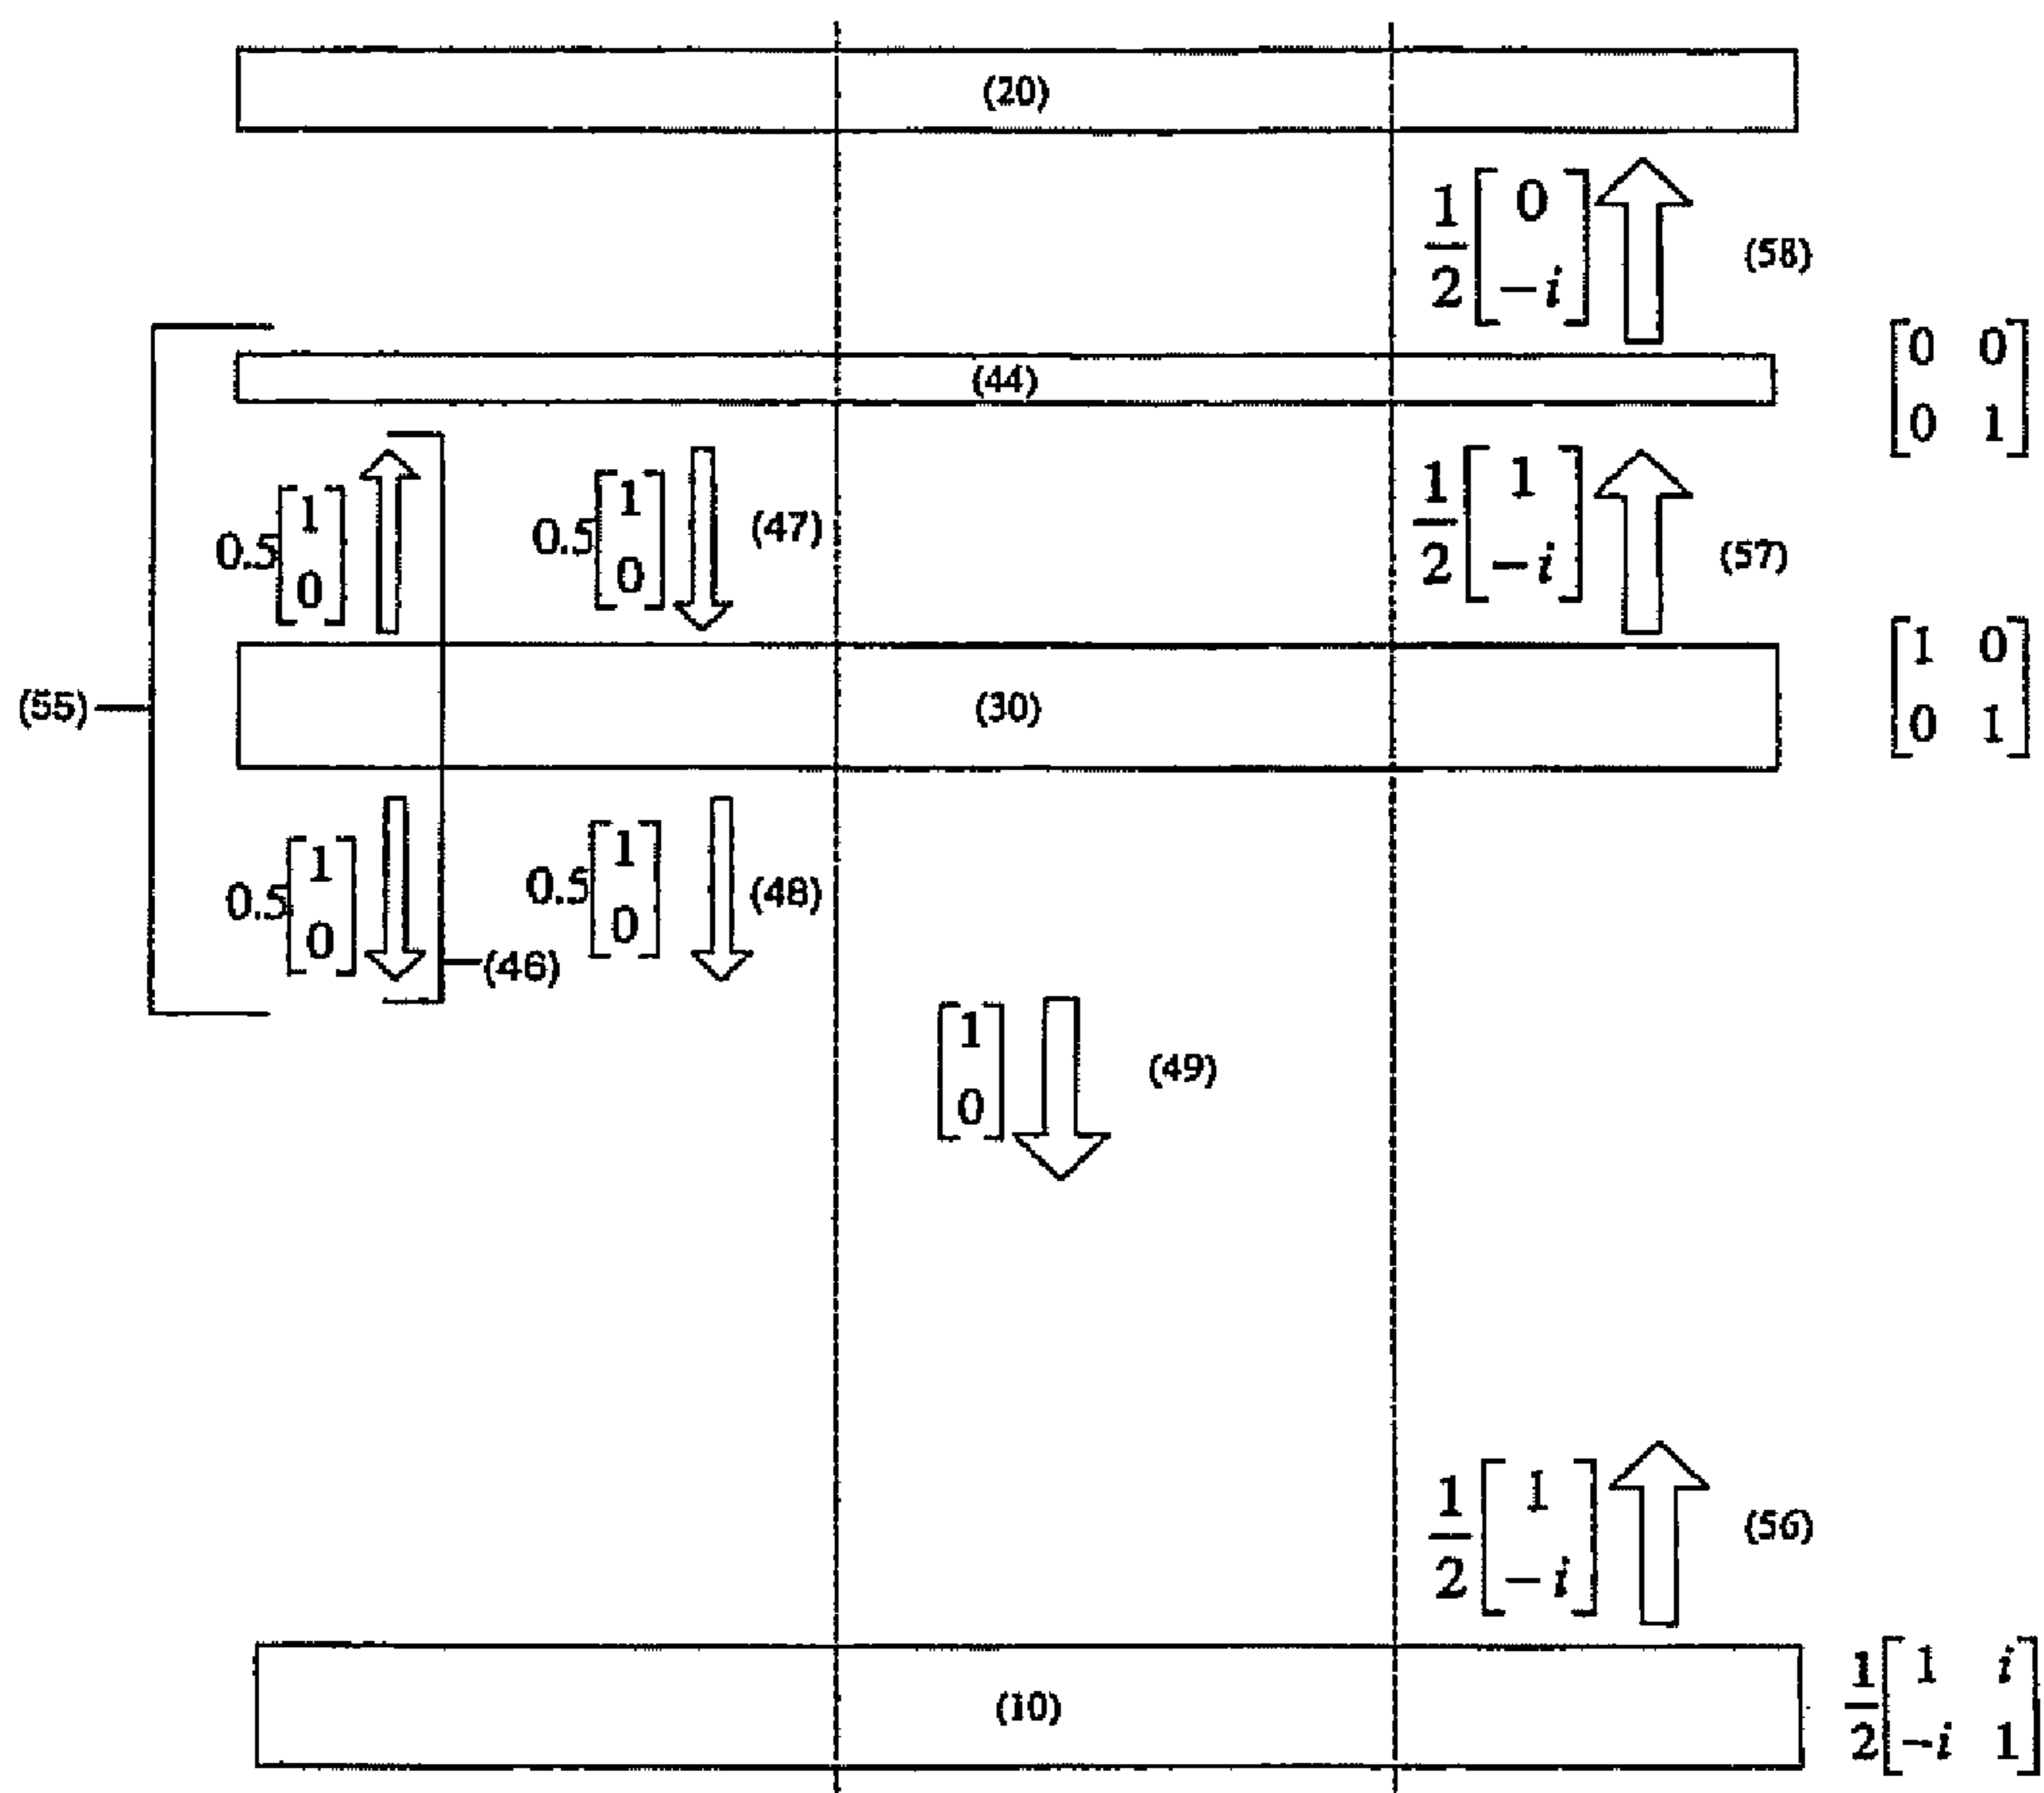 (20)
1/2 [0 -i] (58)
(44)
[0 0 0 1]
0.5 [1 0]
0.5 [1 0] (47)
1/2 [1 -i] (57)
(55)
(30)
[1 0 0 1]
0.5 [1 0]
(46)
0.5 [1 0] (48)
[1 0] (49)
1/2 [1 -i] (56)
(10)
1/2 [1 i -i 1]